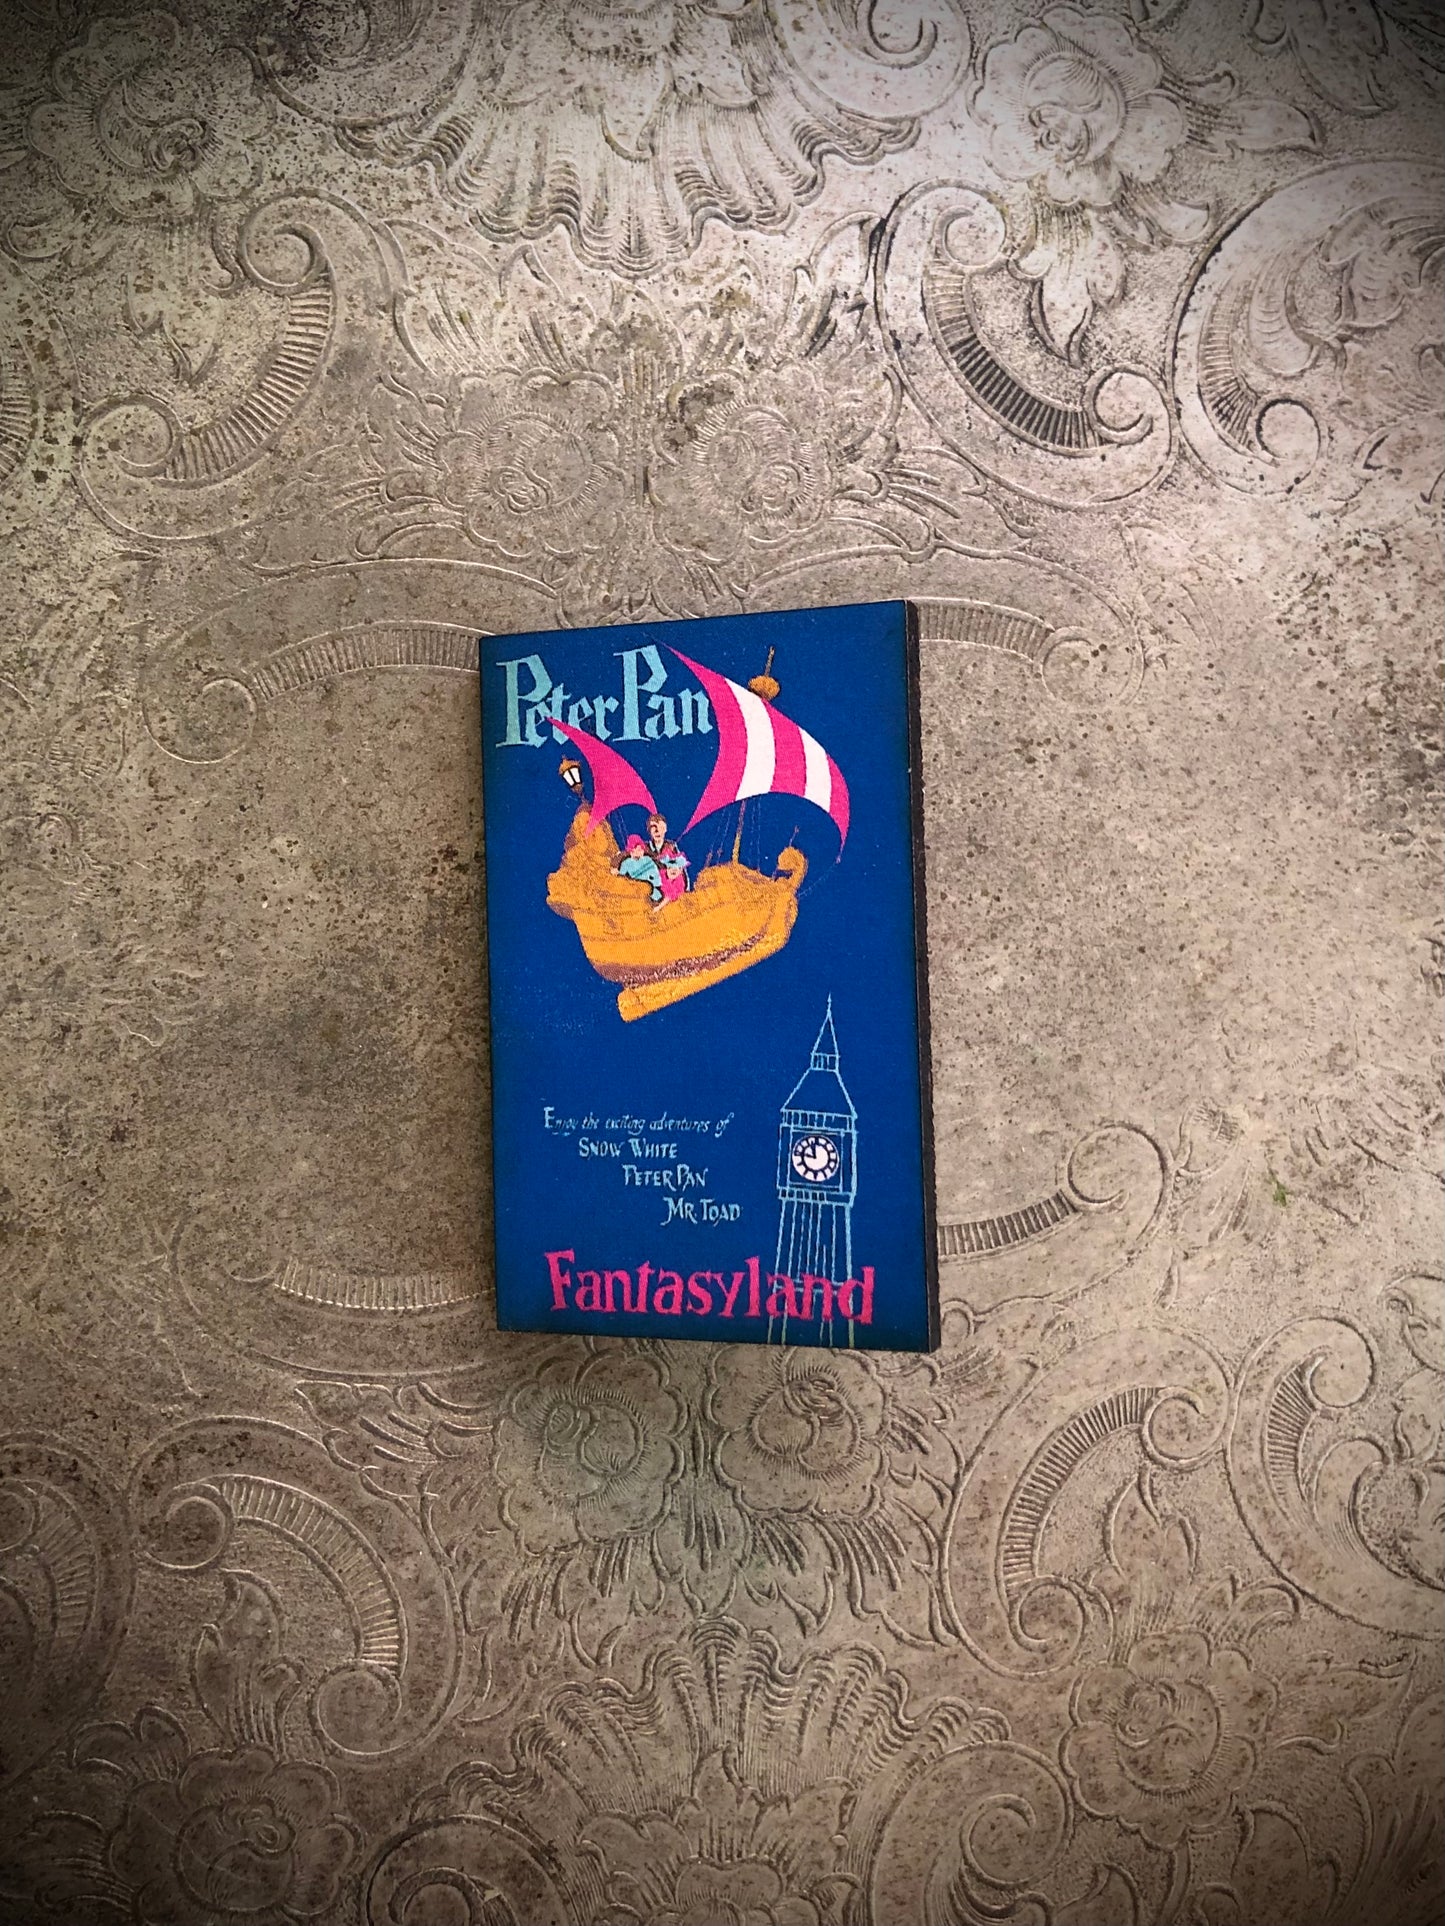 Peter Pan
Enjoy the exciting adventures of
SNOW WHITE
PETER PAN
MR. TOAD
Fantasyland